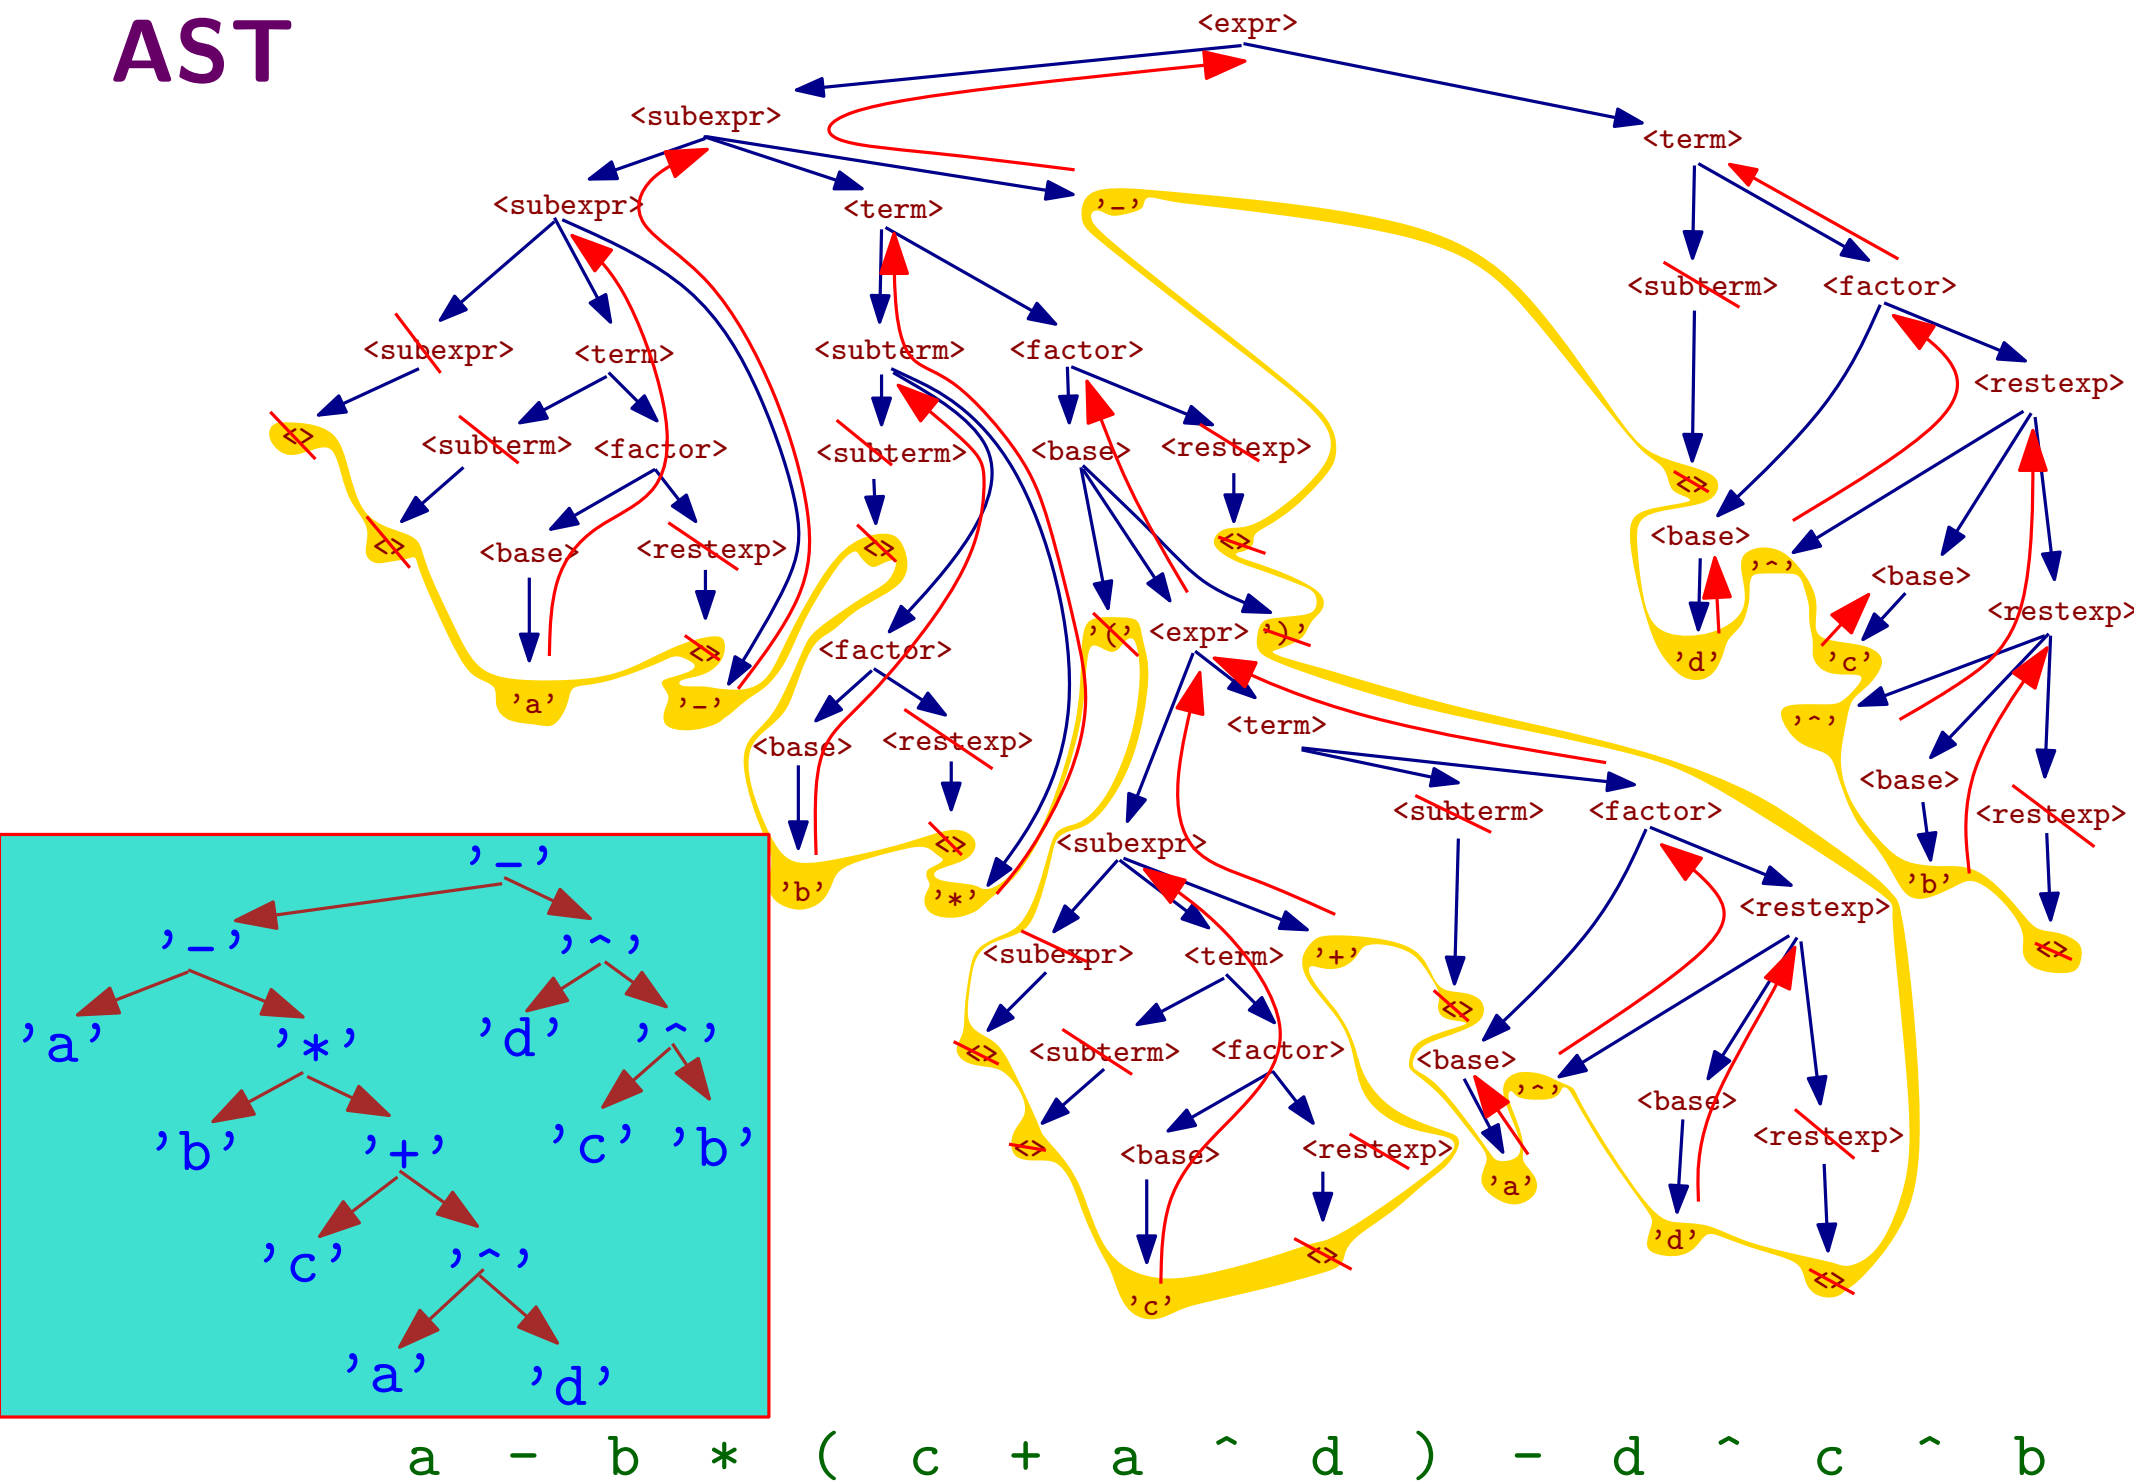 AST
<expr>
<subexpr>
<term>
<subexpr> <term> '-'
<subterm> <factor>
<subexpr> <term> <subterm> <factor>
<restexp>
<> <subterm> <factor> <subterm> <base> <restexp>
<>
<> <base> <restexp> <> <> <base> '^' <base>
<restexp>
<> <factor> '(' <expr> ')' 'd' 'c'
'a' '-' <base> <restexp> <term> '^'
<base>
<subexpr> <subterm> <factor> <restexp>
'b' <> '*' <restexp> 'b'
<subexpr> <term> '+' <>
<> <subterm> <factor> <> <base> '^' <base>
<> <base> <restexp> 'a' <restexp>
'c' <> 'd' <>
'-'
'-' '^'
'a' '*' 'd' '^'
'b' '+' 'c' 'b'
'c' '^'
'a' 'd'
a - b * ( c + a ^ d ) - d ^ c ^ b